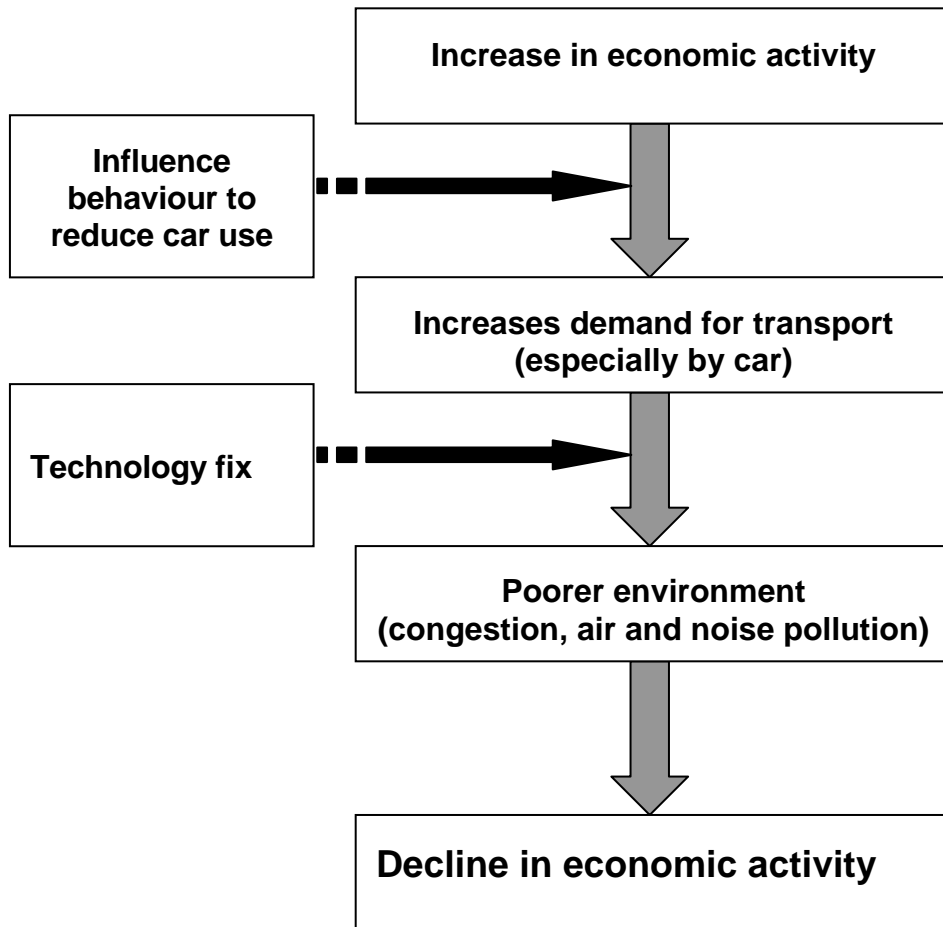 Increase in economic activity
Influence
behaviour to
reduce car use
Increases demand for transport
(especially by car)
Technology fix
Poorer environment
(congestion, air and noise pollution)
Decline in economic activity